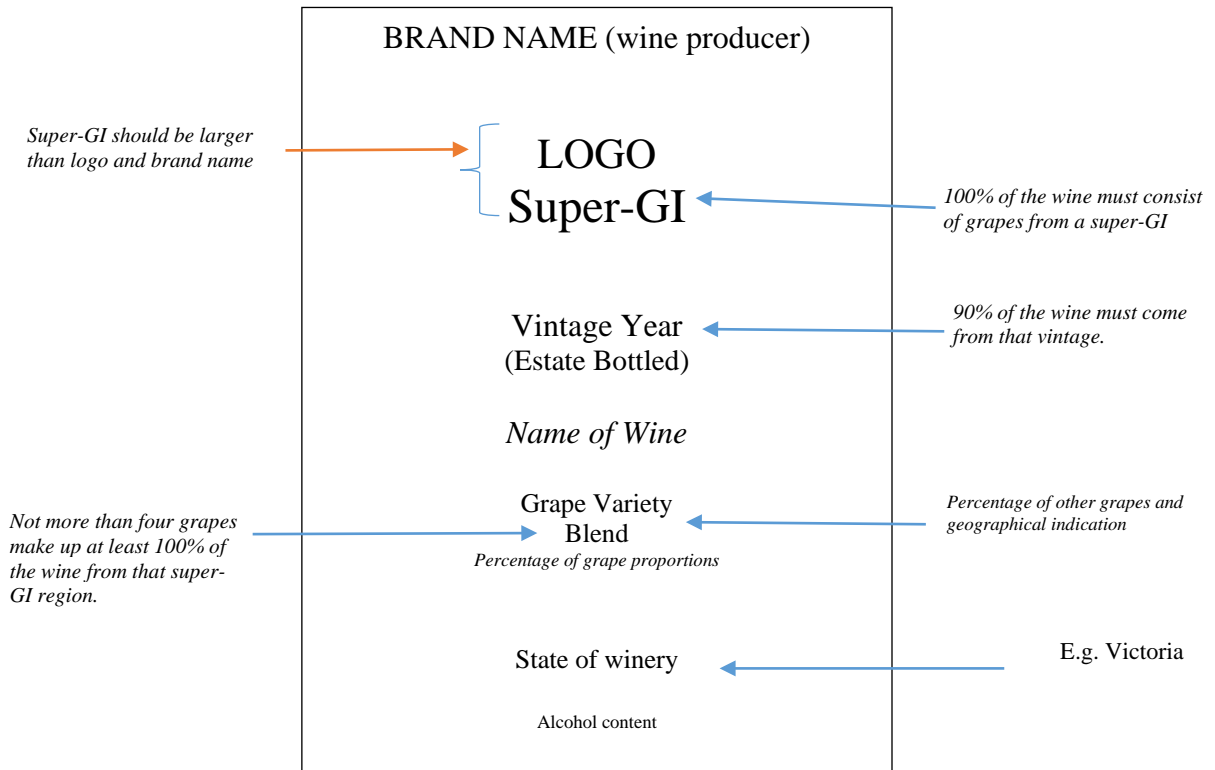 BRAND NAME (wine producer)
Super-GI should be larger
than logo and brand name
LOGO
Super-GI
100% of the wine must consist
of grapes from a super-GI
Vintage Year
(Estate Bottled)
90% of the wine must come
from that vintage.
Name of Wine
Not more than four grapes
make up at least 100% of
the wine from that super-
GI region.
Grape Variety
Blend
Percentage of grape proportions
Percentage of other grapes and
geographical indication
State of winery
E.g. Victoria
Alcohol content